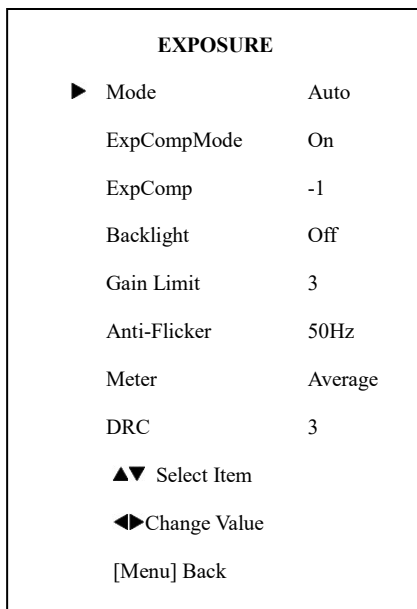 EXPOSURE
▶ Mode Auto
ExpCompMode On
ExpComp -1
Backlight Off
Gain Limit 3
Anti-Flicker 50Hz
Meter Average
DRC 3
▲▼ Select Item
◀▶Change Value
[Menu] Back